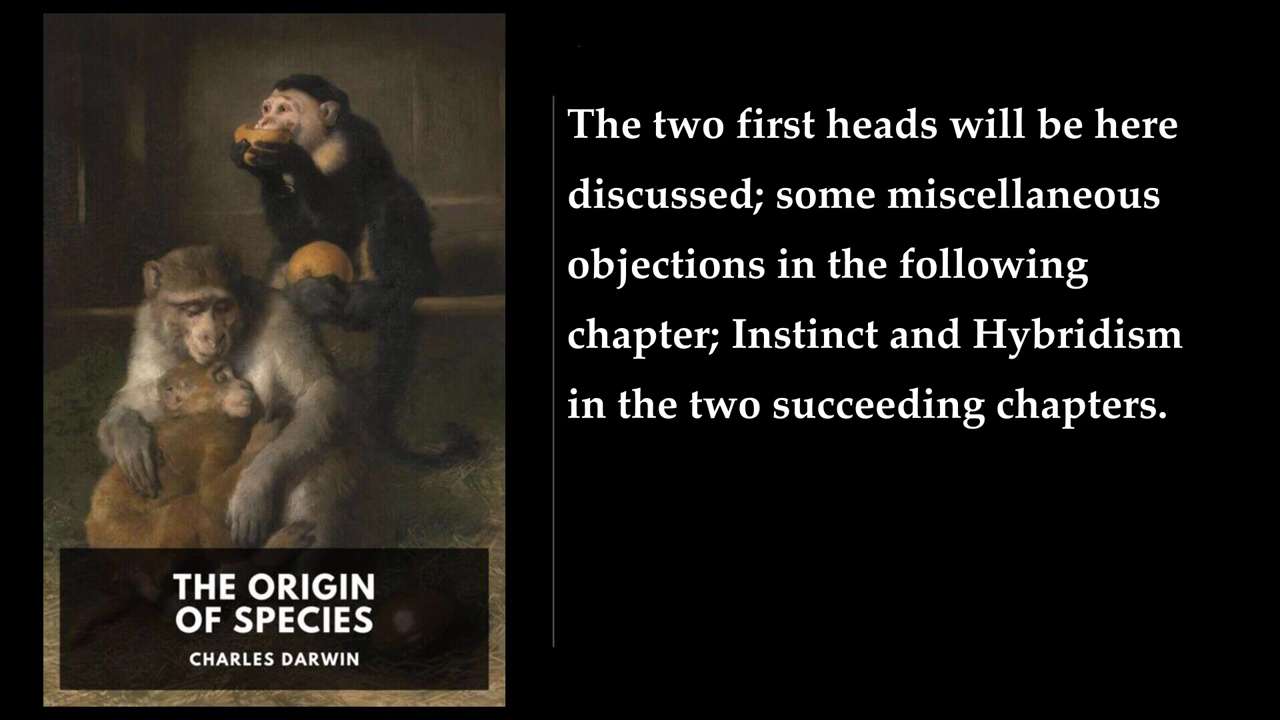 The two first heads will be here
discussed; some miscellaneous
objections in the following
chapter; Instinct and Hybridism
in the two succeeding chapters.
THE ORIGIN
OF SPECIES
CHARLES DARWIN